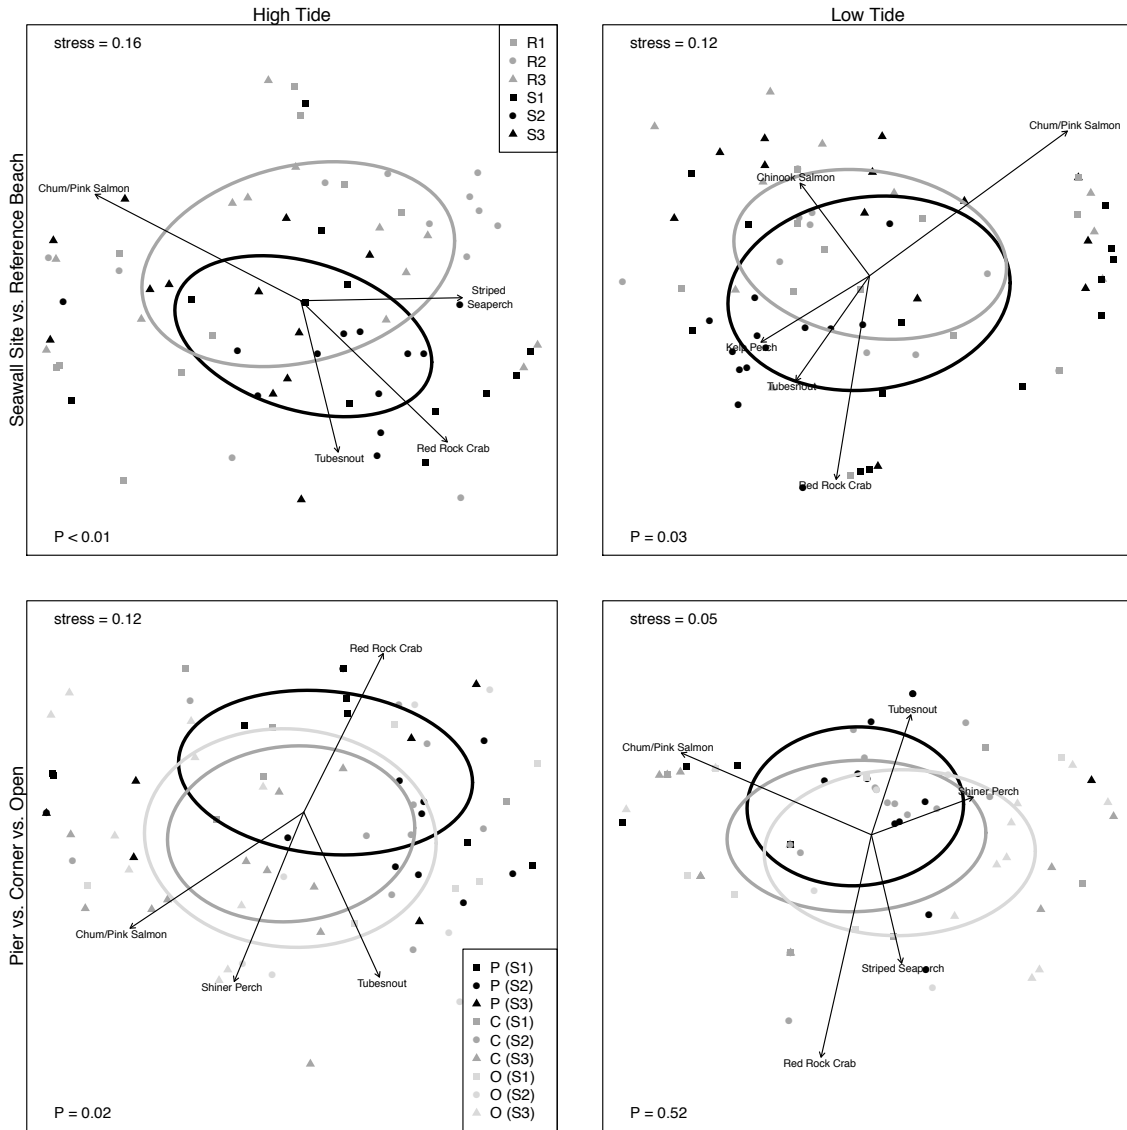 High Tide
Low Tide
Seawall Site vs. Reference Beach
stress = 0.16
R1
R2
R3
S1
S2
S3
Chum/Pink Salmon
Striped
Seaperch
Tubesnout
Red Rock Crab
P < 0.01
stress = 0.12
Chum/Pink Salmon
Chinook Salmon
Kelp Perch
Tubesnout
Red Rock Crab
P = 0.03
Pier vs. Corner vs. Open
stress = 0.12
Red Rock Crab
Chum/Pink Salmon
Shiner Perch
Tubesnout
P (S1)
P (S2)
P (S3)
C (S1)
C (S2)
C (S3)
O (S1)
O (S2)
O (S3)
P = 0.02
stress = 0.05
Tubesnout
Chum/Pink Salmon
Shiner Perch
Striped Seaperch
Red Rock Crab
P = 0.52